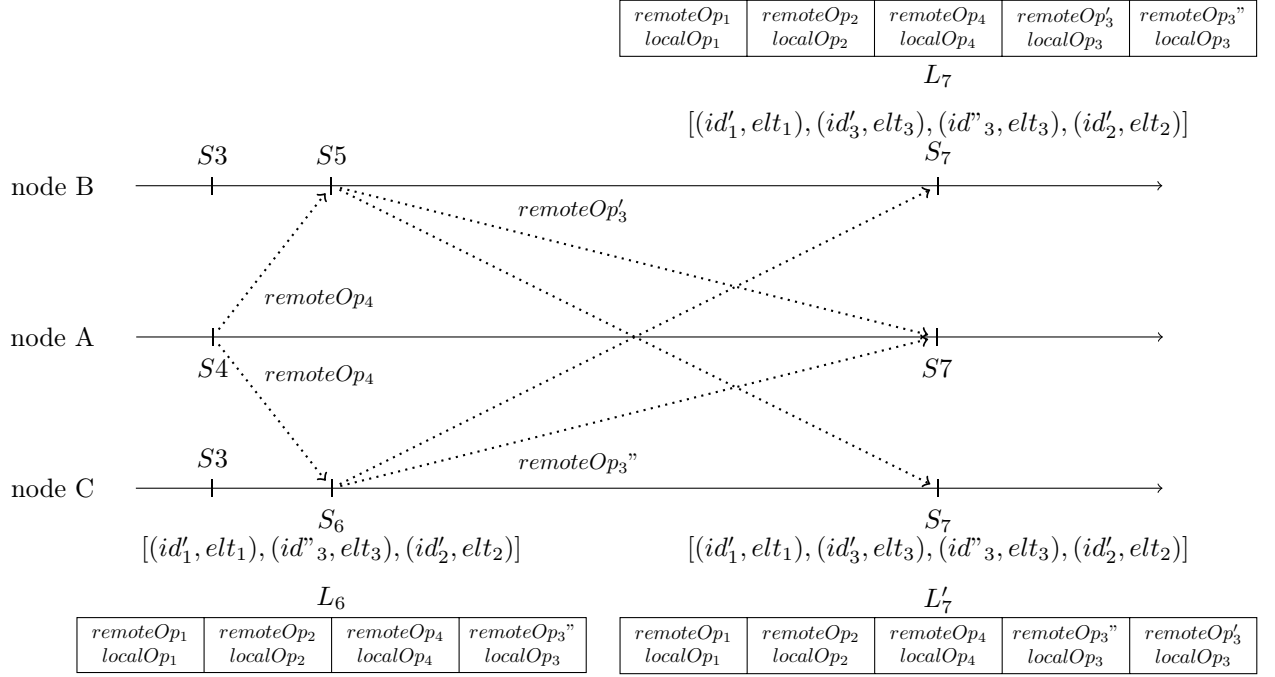 remoteOp₁ remoteOp₂ remoteOp₄ remoteOp′₃ remoteOp₃”
localOp₁ localOp₂ localOp₄ localOp₃ localOp₃
L₇
[(id′₁, elt₁), (id′₃, elt₃), (id”₃, elt₃), (id′₂, elt₂)]
S3 S5 S₇
node B
remoteOp′₃
remoteOp₄
node A
S4 S7
remoteOp₄
S3
remoteOp₃”
node C
S₆ S₇
[(id′₁, elt₁), (id”₃, elt₃), (id′₂, elt₂)] [(id′₁, elt₁), (id′₃, elt₃), (id”₃, elt₃), (id′₂, elt₂)]
L₆ L′₇
remoteOp₁ remoteOp₂ remoteOp₄ remoteOp₃” remoteOp₁ remoteOp₂ remoteOp₄ remoteOp₃” remoteOp′₃
localOp₁ localOp₂ localOp₄ localOp₃ localOp₁ localOp₂ localOp₄ localOp₃ localOp₃